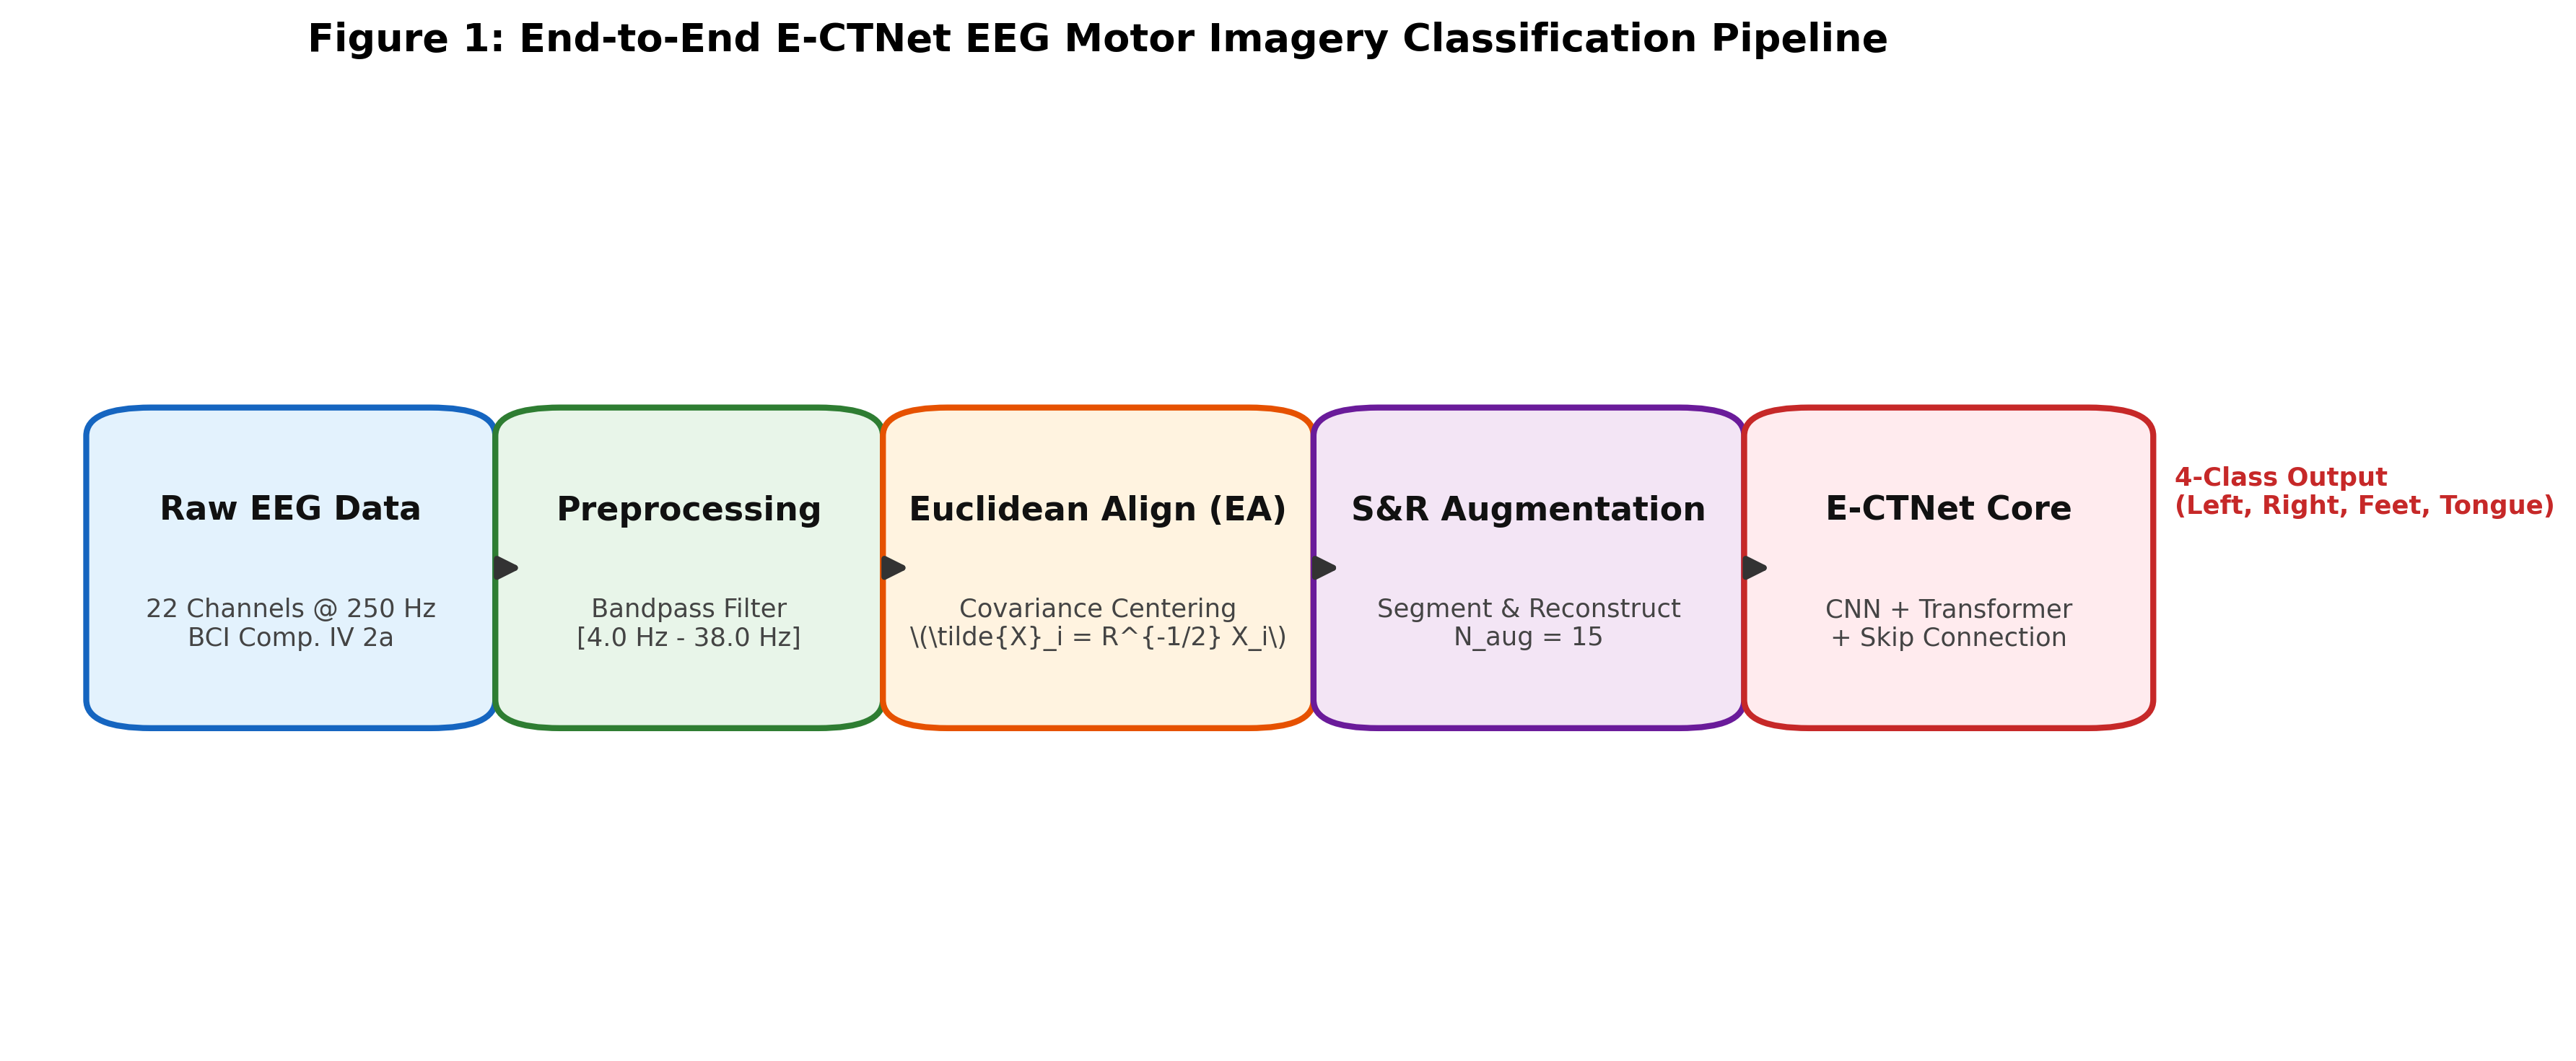 Figure 1: End-to-End E-CTNet EEG Motor Imagery Classification Pipeline
Raw EEG Data
22 Channels @ 250 Hz
BCI Comp. IV 2a
Preprocessing
Bandpass Filter
[4.0 Hz - 38.0 Hz]
Euclidean Align (EA)
Covariance Centering
\(\tilde{X}_i = R^{-1/2} X_i\)
S&R Augmentation
Segment & Reconstruct
N_aug = 15
E-CTNet Core
CNN + Transformer
+ Skip Connection
4-Class Output
(Left, Right, Feet, Tongue)